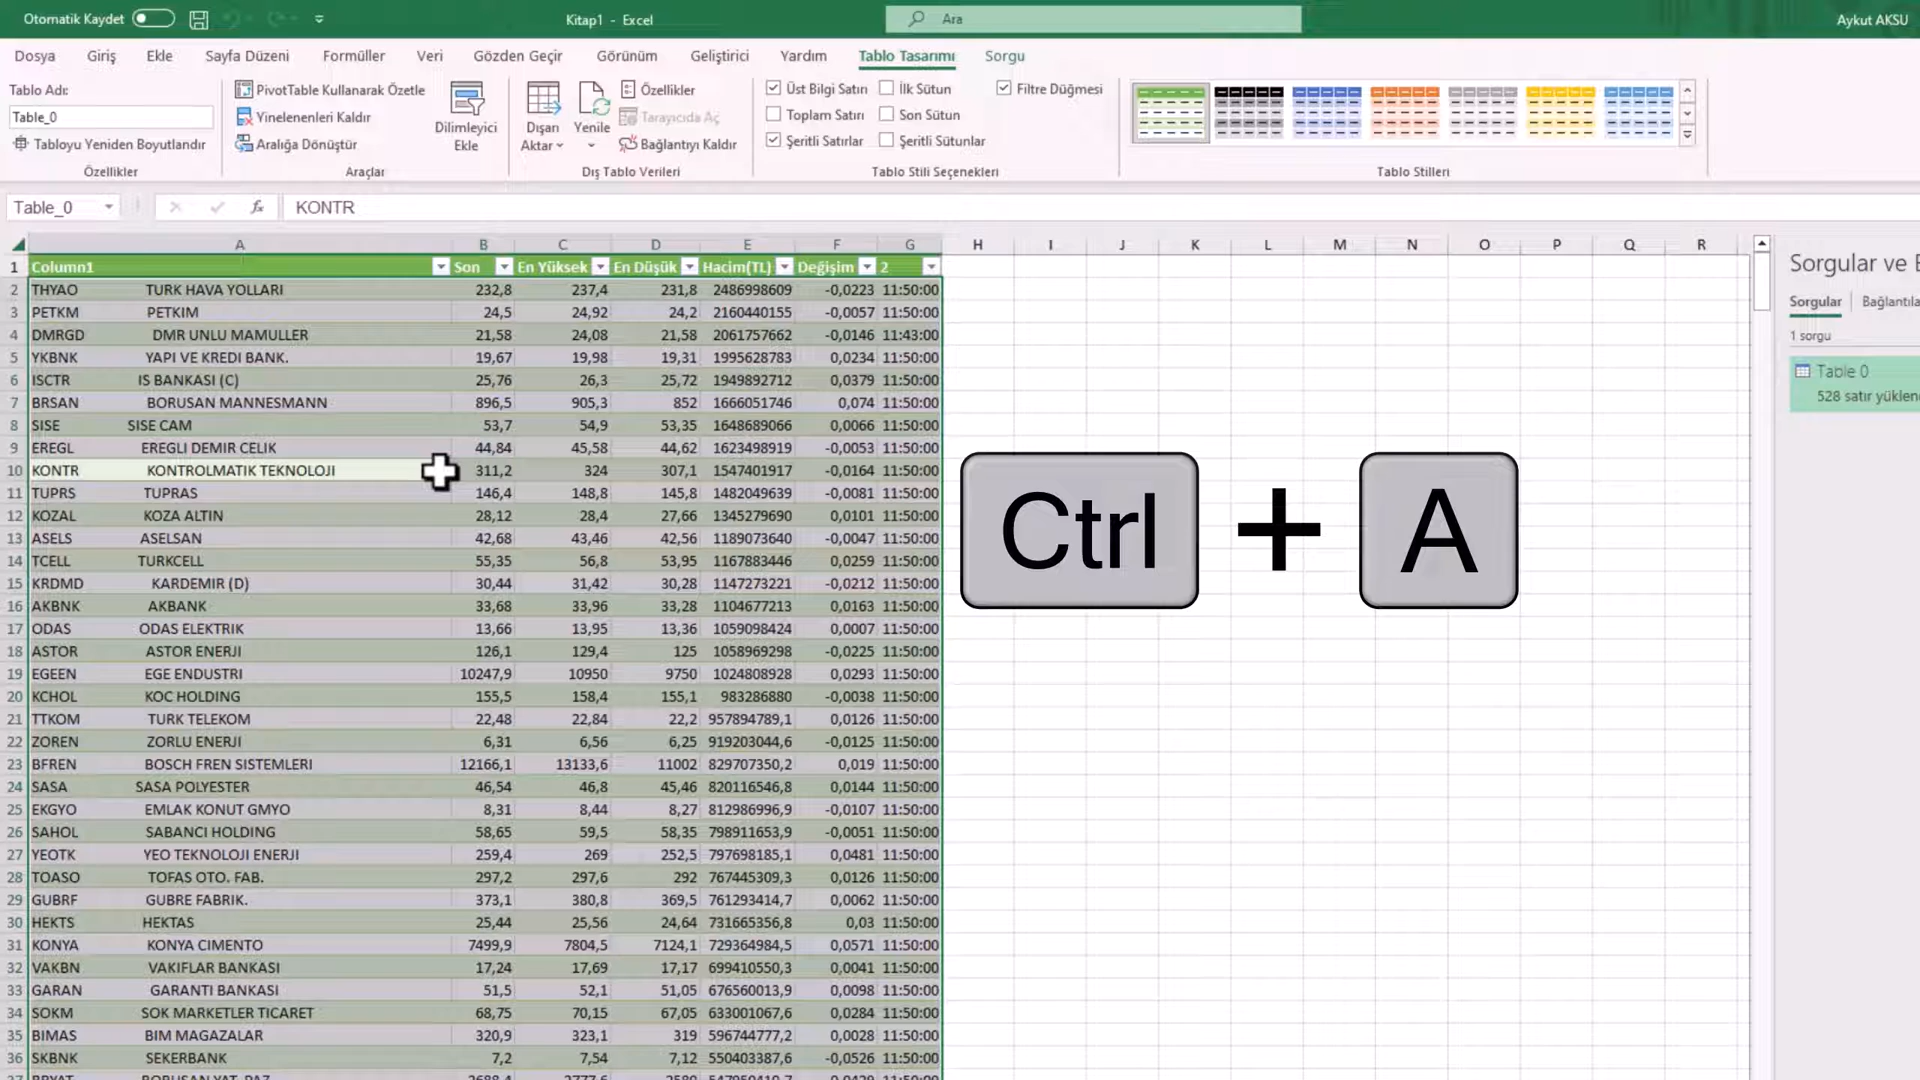 Otomatik Kaydet
Kitap1 - Excel
Ara
Aykut AKSU
Dosya Giriş Ekle Sayfa Düzeni Formüller Veri Gözden Geçir Görünüm Geliştirici Yardım Tablo Tasarımı Sorgu
Tablo Adı:
Table_0
Tabloyu Yeniden Boyutlandır
Özellikler
PivotTable Kullanarak Özetle
Yinelenenleri Kaldır
Aralığa Dönüştür
Dilimleyici
Ekle
Araçlar
Dışarı
Aktar
Yenile
Özellikler
Tarayıcıda Aç
Bağlantıyı Kaldır
Dış Tablo Verileri
Üst Bilgi Satırı
Toplam Satırı
Şeritli Satırlar
İlk Sütun
Son Sütun
Şeritli Sütunlar
Filtre Düğmesi
Tablo Stili Seçenekleri
Tablo Stilleri
Table_0 fx KONTR
A B C D E F G H I J K L M N O P Q R
1 Column1 Son En Yüksek En Düşük Hacim(TL) Değişim 2
2 THYAO TURK HAVA YOLLARI 232,8 237,4 231,8 2486998609 -0,0223 11:50:00
3 PETKM PETKIM 24,5 24,92 24,2 2160440155 -0,0057 11:50:00
4 DMRGD DMR UNLU MAMULLER 21,58 24,08 21,58 2061757662 -0,0146 11:43:00
5 YKBNK YAPI VE KREDI BANK. 19,67 19,98 19,31 1995628783 0,0234 11:50:00
6 ISCTR IS BANKASI (C) 25,76 26,3 25,72 1949892712 0,0379 11:50:00
7 BRSAN BORUSAN MANNESMANN 896,5 905,3 852 1666051746 0,074 11:50:00
8 SISE SISE CAM 53,7 54,9 53,35 1648689066 0,0066 11:50:00
9 EREGL EREGLI DEMIR CELIK 44,84 45,58 44,62 1623498919 -0,0053 11:50:00
10 KONTR KONTROLMATIK TEKNOLOJI 311,2 324 307,1 1547401917 -0,0164 11:50:00
11 TUPRS TUPRAS 146,4 148,8 145,8 1482049639 -0,0081 11:50:00
12 KOZAL KOZA ALTIN 28,12 28,4 27,66 1345279690 0,0101 11:50:00
13 ASELS ASELSAN 42,68 43,46 42,56 1189073640 -0,0047 11:50:00
14 TCELL TURKCELL 55,35 56,8 53,95 1167883446 0,0259 11:50:00
15 KRDMD KARDEMIR (D) 30,44 31,42 30,28 1147273221 -0,0212 11:50:00
16 AKBNK AKBANK 33,68 33,96 33,28 1104677213 0,0163 11:50:00
17 ODAS ODAS ELEKTRIK 13,66 13,95 13,36 1059098424 0,0007 11:50:00
18 ASTOR ASTOR ENERJI 126,1 129,4 125 1058969298 -0,0225 11:50:00
19 EGEEN EGE ENDUSTRI 10247,9 10950 9750 1024808928 0,0293 11:50:00
20 KCHOL KOC HOLDING 155,5 158,4 155,1 983286880 -0,0038 11:50:00
21 TTKOM TURK TELEKOM 22,48 22,84 22,2 957894789,1 0,0126 11:50:00
22 ZOREN ZORLU ENERJI 6,31 6,56 6,25 919203044,6 -0,0125 11:50:00
23 BFREN BOSCH FREN SISTEMLERI 12166,1 13133,6 11002 829707350,2 0,019 11:50:00
24 SASA SASA POLYESTER 46,54 46,8 45,46 820116546,8 0,0144 11:50:00
25 EKGYO EMLAK KONUT GMYO 8,31 8,44 8,27 812986996,9 -0,0107 11:50:00
26 SAHOL SABANCI HOLDING 58,65 59,5 58,35 798911653,9 -0,0051 11:50:00
27 YEOTK YEO TEKNOLOJI ENERJI 259,4 269 252,5 797698185,1 0,0481 11:50:00
28 TOASO TOFAS OTO. FAB. 297,2 297,6 292 767445309,3 0,0126 11:50:00
29 GUBRF GUBRE FABRIK. 373,1 380,8 369,5 761293414,7 0,0062 11:50:00
30 HEKTS HEKTAS 25,44 25,56 24,64 731665356,8 0,03 11:50:00
31 KONYA KONYA CIMENTO 7499,9 7804,5 7124,1 729364984,5 0,0571 11:50:00
32 VAKBN VAKIFLAR BANKASI 17,24 17,69 17,17 699410550,3 0,0041 11:50:00
33 GARAN GARANTI BANKASI 51,5 52,1 51,05 676560013,9 0,0098 11:50:00
34 SOKM SOK MARKETLER TICARET 68,75 70,15 67,05 633001067,6 0,0284 11:50:00
35 BIMAS BIM MAGAZALAR 320,9 323,1 319 596744777,2 0,0028 11:50:00
36 SKBNK SEKERBANK 7,2 7,54 7,12 550403387,6 -0,0526 11:50:00
Ctrl + A
Sorgular ve
Sorgular Bağlantıla
1 sorgu
Table 0
528 satır yüklen